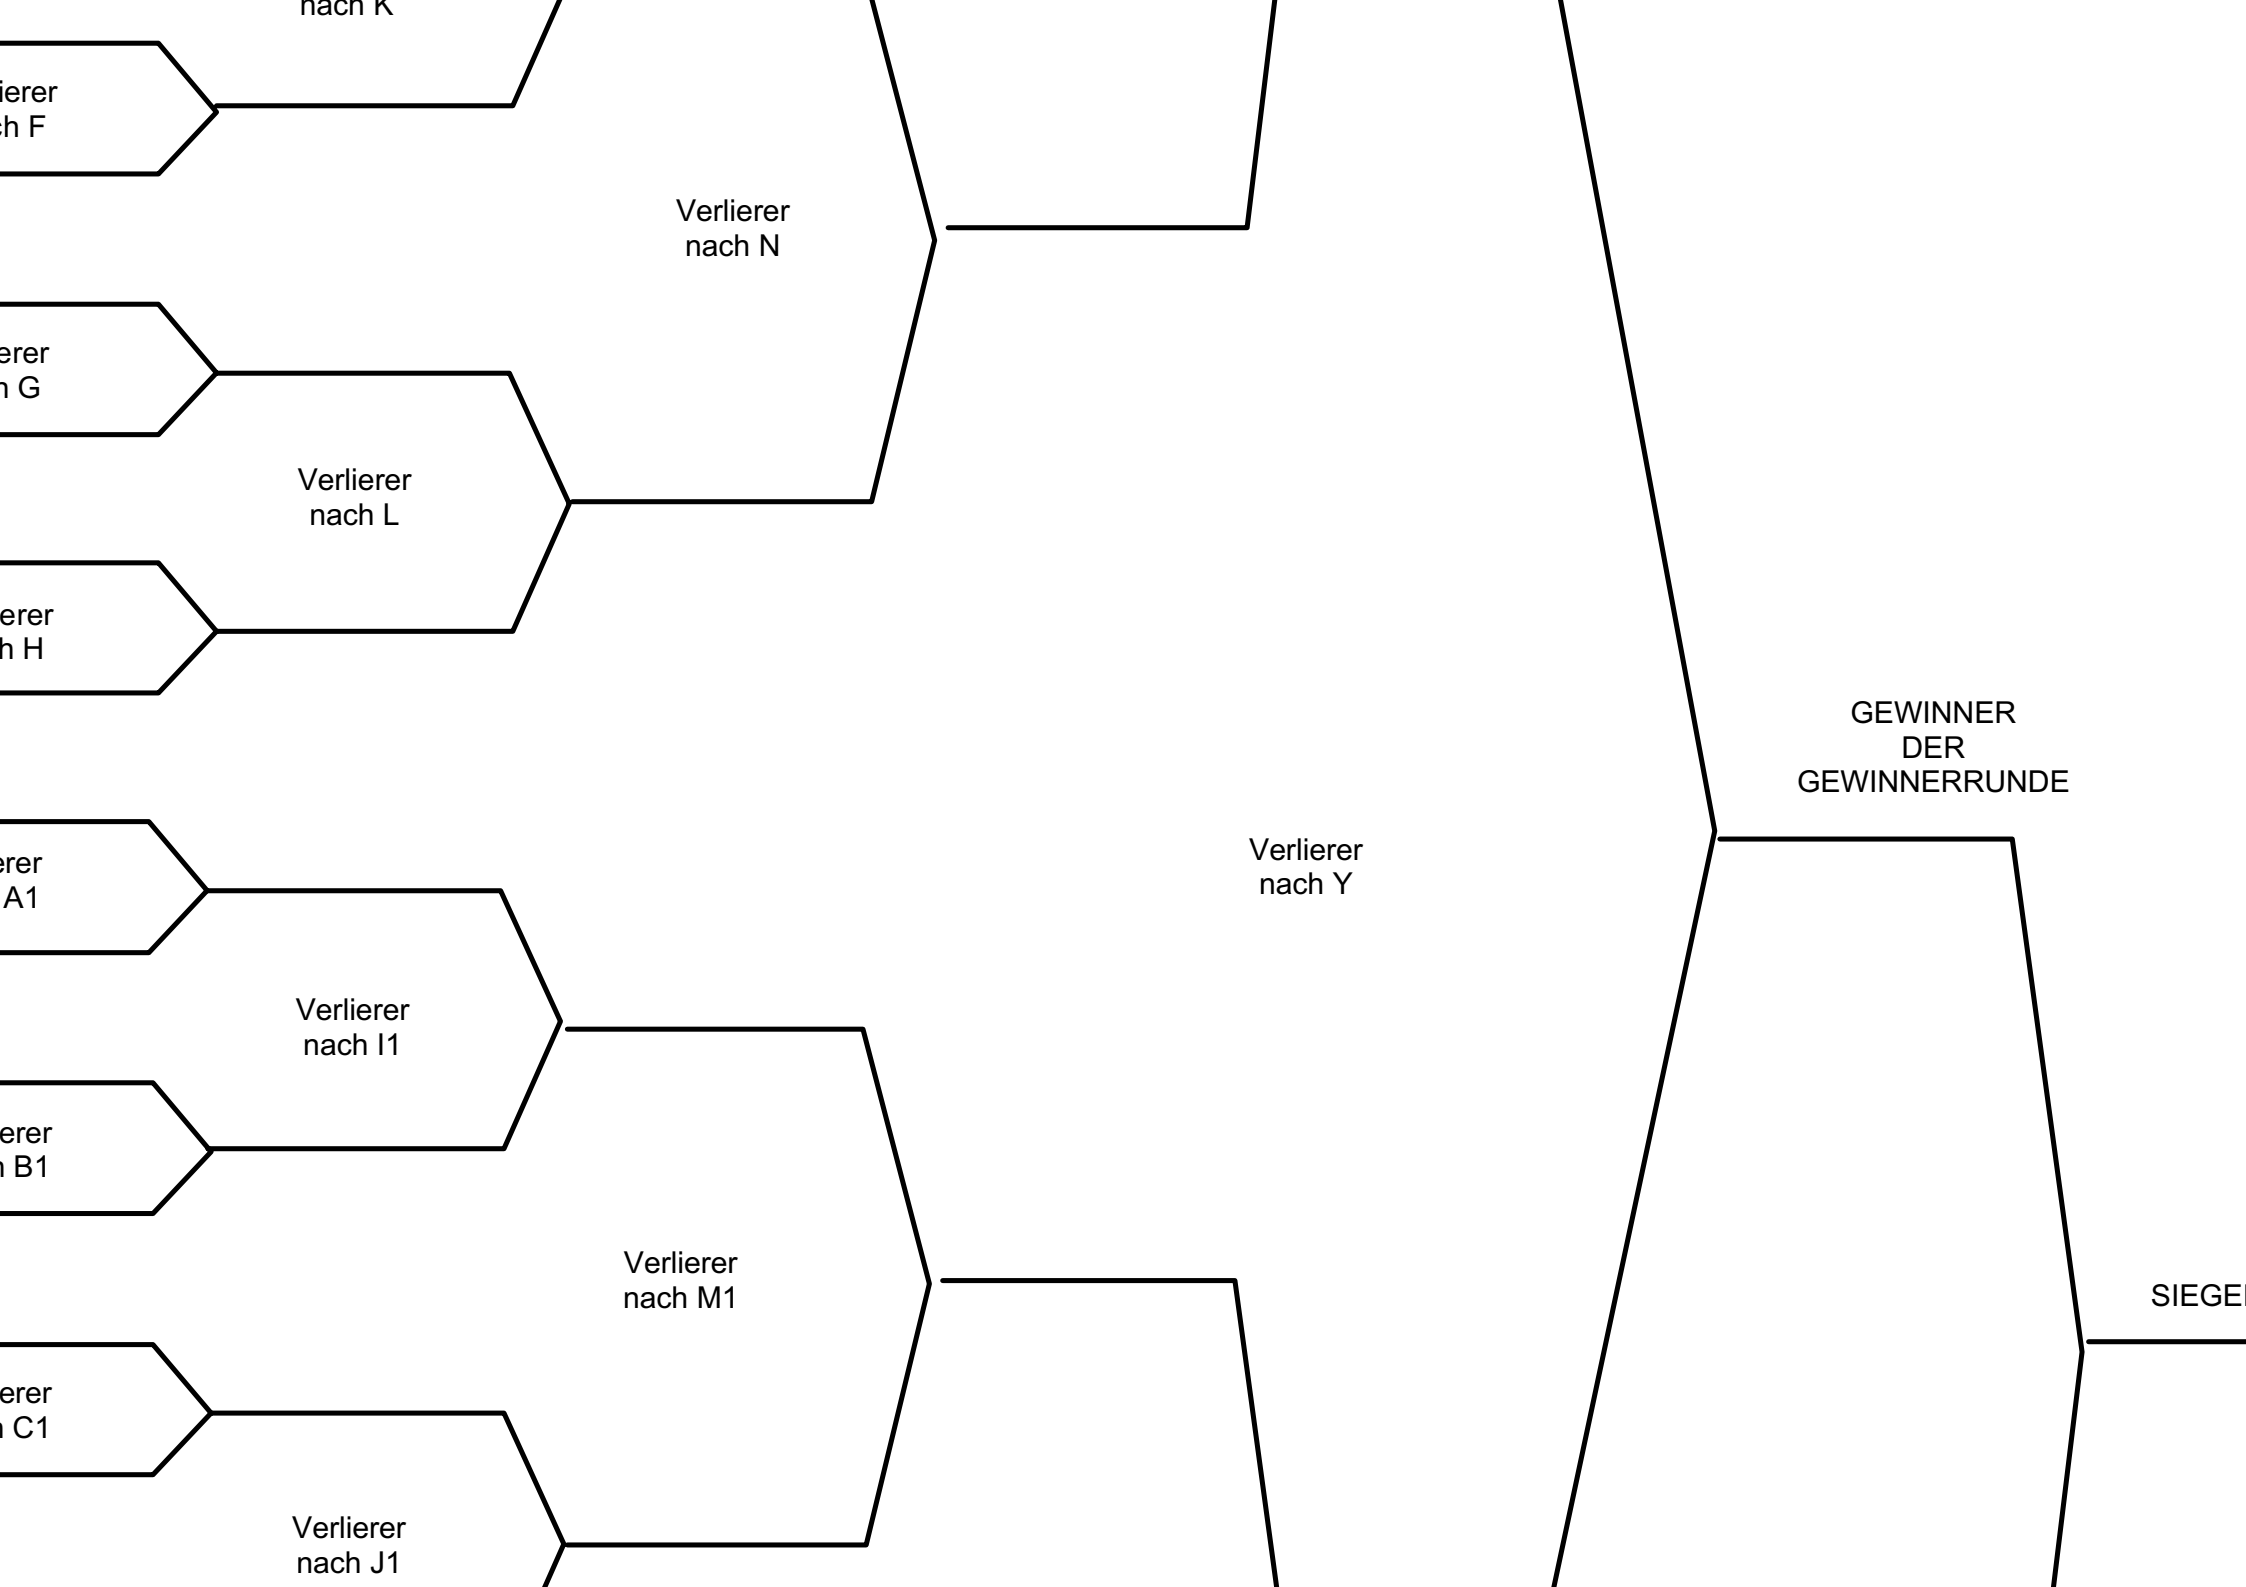 nach K
ierer
ch F
Verlierer
nach N
erer
h G
Verlierer
nach L
erer
h H
GEWINNER
DER
GEWINNERRUNDE
erer
A1
Verlierer
nach Y
Verlierer
nach I1
erer
h B1
Verlierer
nach M1
SIEGE
erer
h C1
Verlierer
nach J1